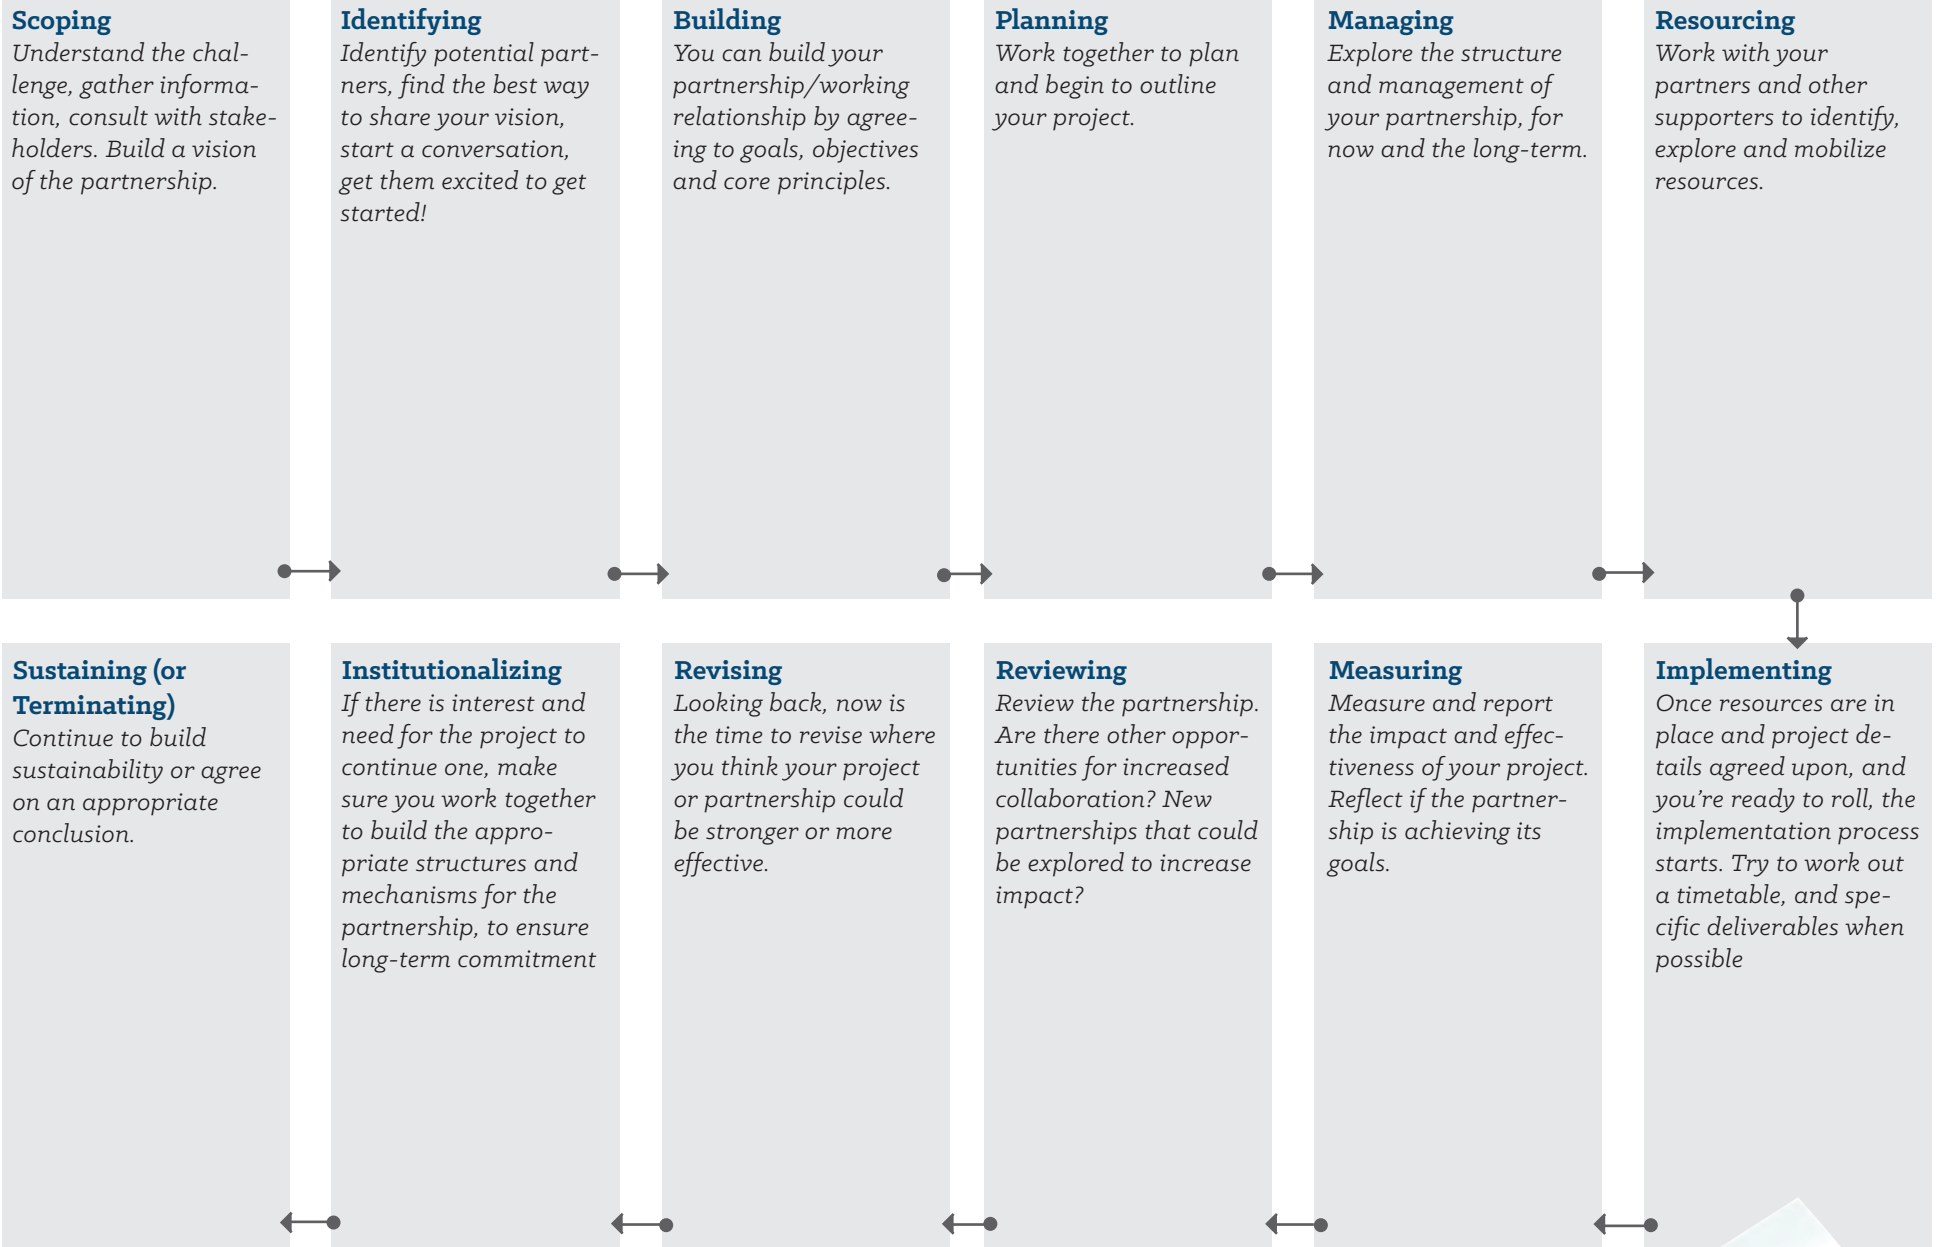 Scoping
Understand the chal-
lenge, gather informa-
tion, consult with stake-
holders. Build a vision
of the partnership.
Identifying
Identify potential part-
ners, find the best way
to share your vision,
start a conversation,
get them excited to get
started!
Building
You can build your
partnership/working
relationship by agree-
ing to goals, objectives
and core principles.
Planning
Work together to plan
and begin to outline
your project.
Managing
Explore the structure
and management of
your partnership, for
now and the long-term.
Resourcing
Work with your
partners and other
supporters to identify,
explore and mobilize
resources.
Implementing
Once resources are in
place and project de-
tails agreed upon, and
you're ready to roll, the
implementation process
starts. Try to work out
a timetable, and spe-
cific deliverables when
possible
Measuring
Measure and report
the impact and effec-
tiveness of your project.
Reflect if the partner-
ship is achieving its
goals.
Reviewing
Review the partnership.
Are there other oppor-
tunities for increased
collaboration? New
partnerships that could
be explored to increase
impact?
Revising
Looking back, now is
the time to revise where
you think your project
or partnership could
be stronger or more
effective.
Institutionalizing
If there is interest and
need for the project to
continue one, make
sure you work together
to build the appro-
priate structures and
mechanisms for the
partnership, to ensure
long-term commitment
Sustaining (or
Terminating)
Continue to build
sustainability or agree
on an appropriate
conclusion.